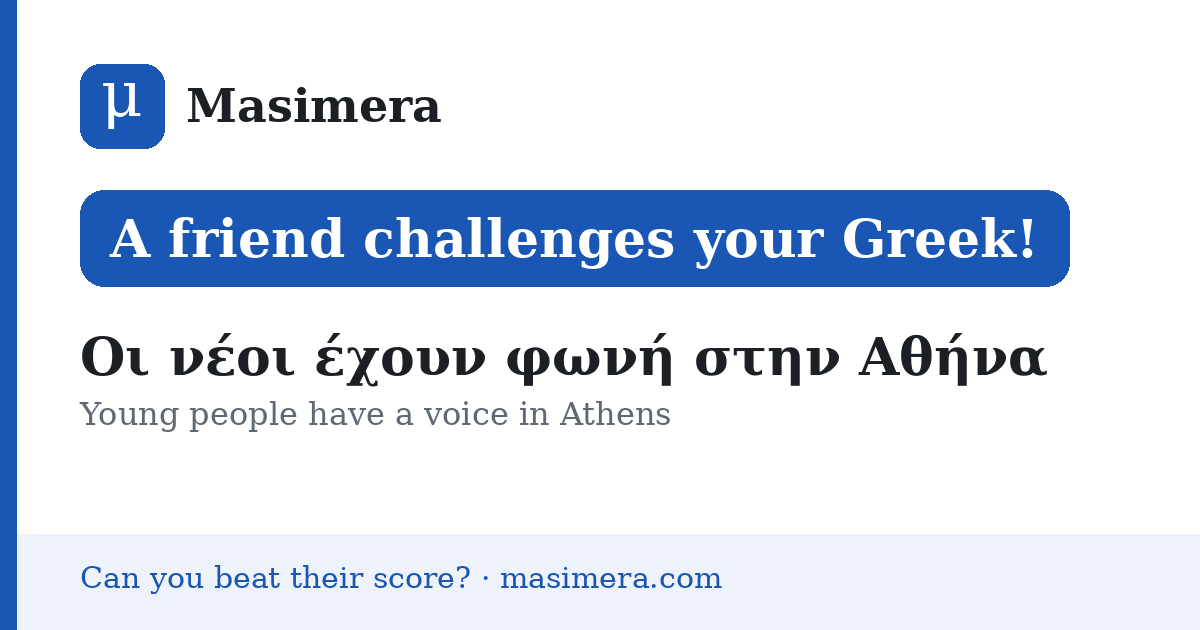 μ Masimera
A friend challenges your Greek!
Οι νέοι έχουν φωνή στην Αθήνα
Young people have a voice in Athens
Can you beat their score? · masimera.com